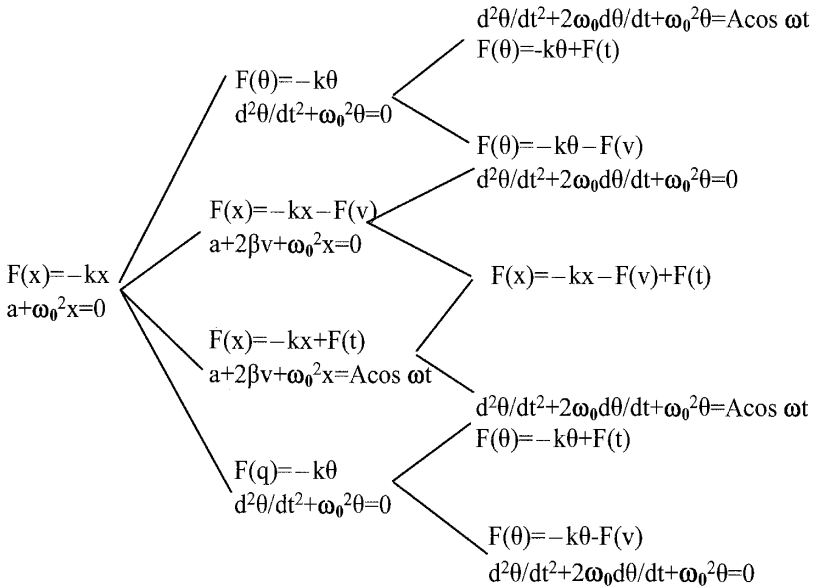 F(x)=−kx
a+ω₀²x=0
F(θ)=−kθ
d²θ/dt²+ω₀²θ=0
F(x)=−kx−F(v)
a+2βv+ω₀²x=0
F(x)=−kx+F(t)
a+2βv+ω₀²x=Acos ωt
F(q)=−kθ
d²θ/dt²+ω₀²θ=0
d²θ/dt²+2ω₀dθ/dt+ω₀²θ=Acos ωt
F(θ)=-kθ+F(t)
F(θ)=−kθ−F(v)
d²θ/dt²+2ω₀dθ/dt+ω₀²θ=0
F(x)=−kx−F(v)+F(t)
d²θ/dt²+2ω₀dθ/dt+ω₀²θ=Acos ωt
F(θ)=−kθ+F(t)
F(θ)=−kθ-F(v)
d²θ/dt²+2ω₀dθ/dt+ω₀²θ=0